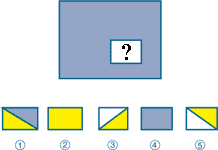 ?
① ② ③ ④ ⑤